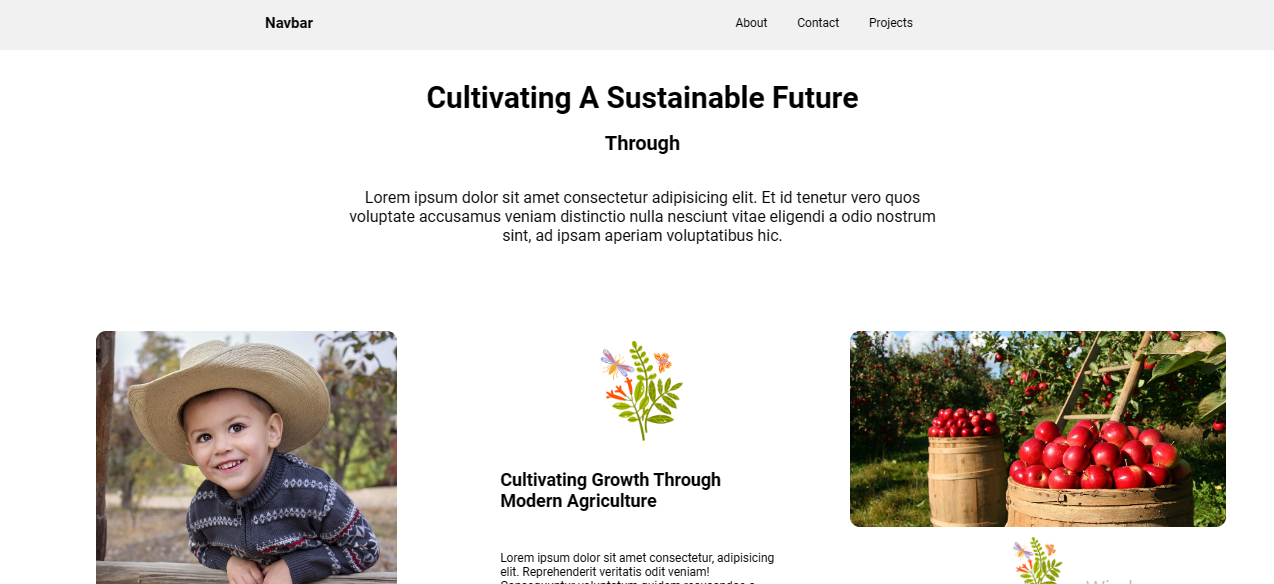 Navbar
About Contact Projects
Cultivating A Sustainable Future
Through
Lorem ipsum dolor sit amet consectetur adipisicing elit. Et id tenetur vero quos
voluptate accusamus veniam distinctio nulla nesciunt vitae eligendi a odio nostrum
sint, ad ipsam aperiam voluptatibus hic.
Cultivating Growth Through
Modern Agriculture
Lorem ipsum dolor sit amet consectetur, adipisicing
elit. Reprehenderit veritatis odit veniam!